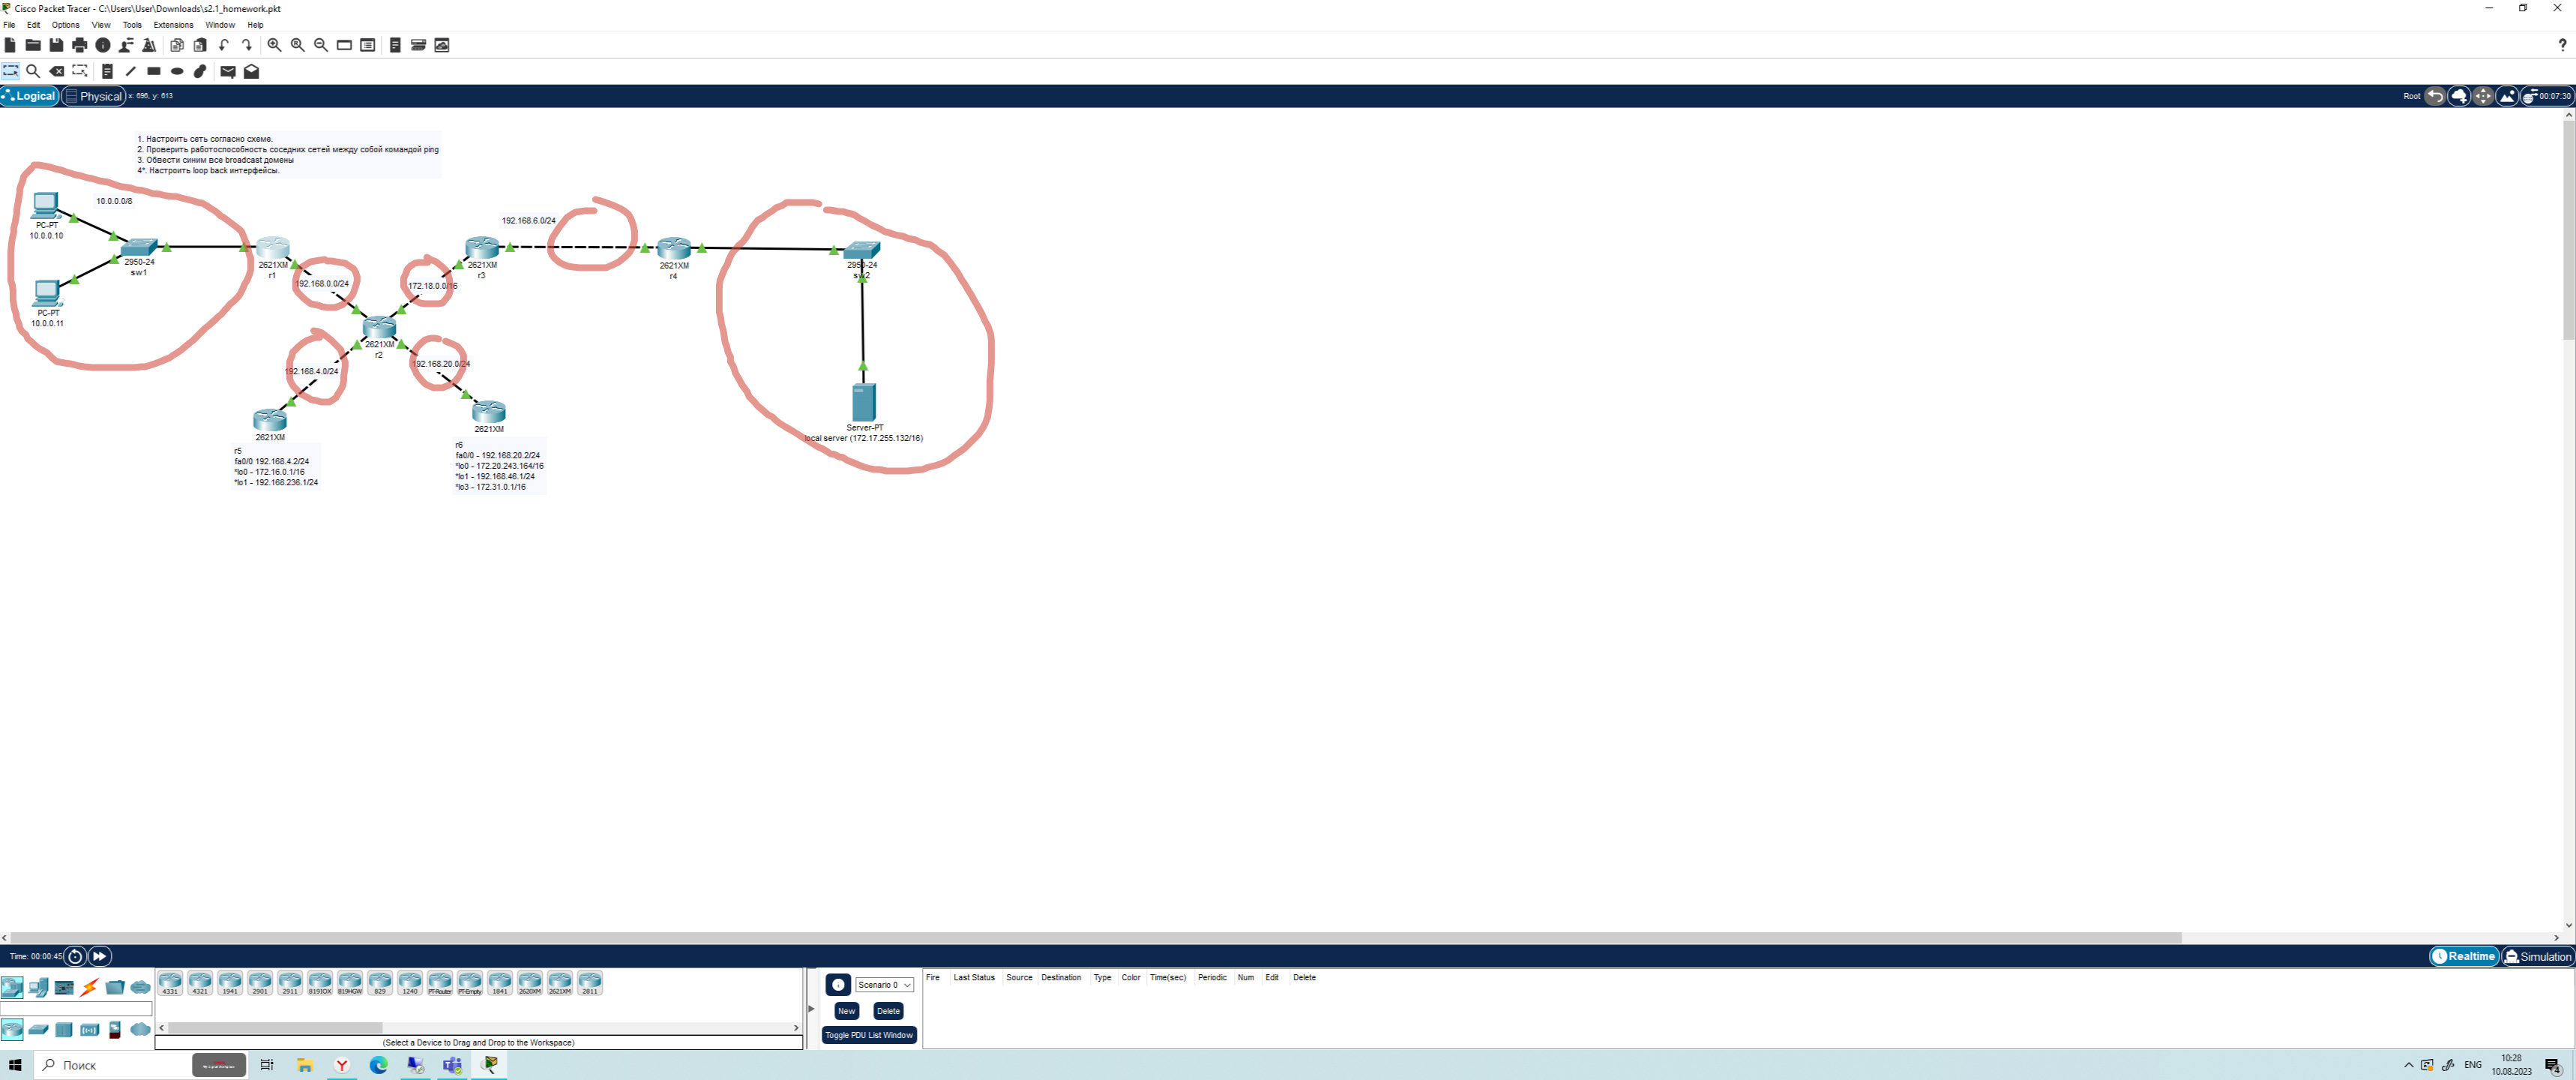 Cisco Packet Tracer - C:\Users\User\Downloads\s2.1_homework.pkt
File Edit Options View Tools Extensions Window Help
Logical Physical x: 696, y: 613
Root 00:07:30
1. Настроить сеть согласно схеме.
2. Проверить работоспособность соседних сетей между собой командой ping
3. Обвести синим все broadcast домены
4*. Настроить loop back интерфейсы.
10.0.0.0/8
PC-PT
10.0.0.10
2950-24
sw1
PC-PT
10.0.0.11
2621XM
r1
192.168.0.0/24
172.18.0.0/16
2621XM
r3
192.168.6.0/24
2621XM
r4
2950-24
sw2
2621XM
r2
192.168.4.0/24
192.168.20.0/24
2621XM
r5
fa0/0 192.168.4.2/24
*lo0 - 172.16.0.1/16
*lo1 - 192.168.236.1/24
2621XM
r6
fa0/0 - 192.168.20.2/24
*lo0 - 172.20.243.164/16
*lo1 - 192.168.46.1/24
*lo3 - 172.31.0.1/16
Server-PT
local server (172.17.255.132/16)
Time: 00:00:45
Realtime Simulation
4331 4321 1941 2901 2911 819IOX 819HGW 829 1240 PT-Router PT-Empty 1841 2620XM 2621XM 2811
(Select a Device to Drag and Drop to the Workspace)
Scenario 0
New Delete
Toggle PDU List Window
Fire Last Status Source Destination Type Color Time(sec) Periodic Num Edit Delete
Поиск
ENG
10:28
10.08.2023
4